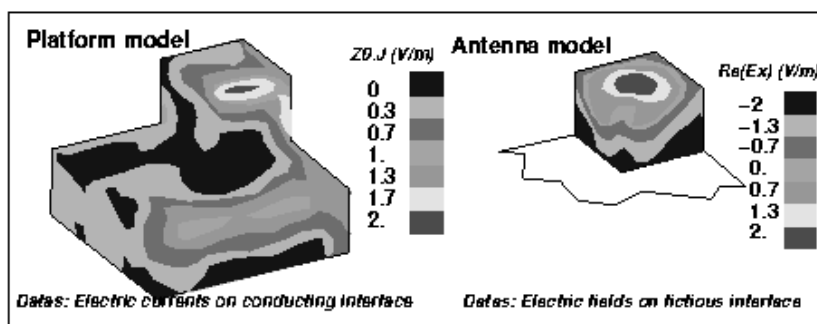 Platform model
Z0.J (V/m)
0
0.3
0.7
1.
1.3
1.7
2.
Datas: Electric currents on conducting interface
Antenna model
Re(Ex) (V/m)
-2
-1.3
-0.7
0.
0.7
1.3
2.
Datas: Electric fields on fictious interface